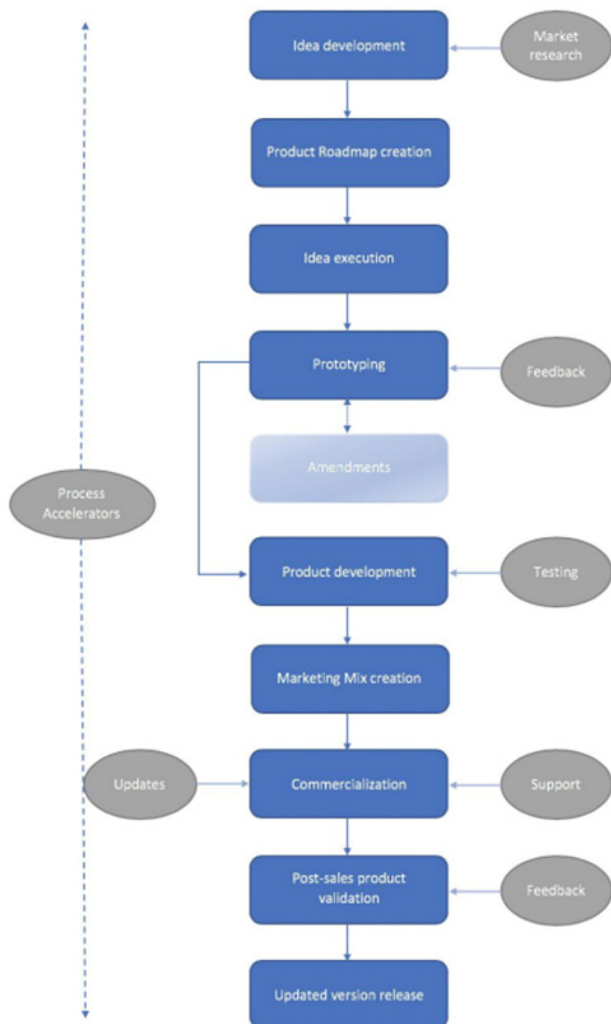 Idea development
Market
research
Product Roadmap creation
Idea execution
Prototyping
Feedback
Amendments
Process
Accelerators
Product development
Testing
Marketing Mix creation
Updates
Commercialization
Support
Post-sales product
validation
Feedback
Updated version release